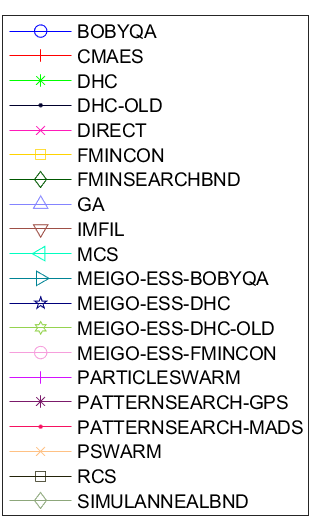 BOBYQA
CMAES
DHC
DHC-OLD
DIRECT
FMINCON
FMINSEARCHBND
GA
IMFIL
MCS
MEIGO-ESS-BOBYQA
MEIGO-ESS-DHC
MEIGO-ESS-DHC-OLD
MEIGO-ESS-FMINCON
PARTICLESWARM
PATTERNSEARCH-GPS
PATTERNSEARCH-MADS
PSWARM
RCS
SIMULANNEALBND